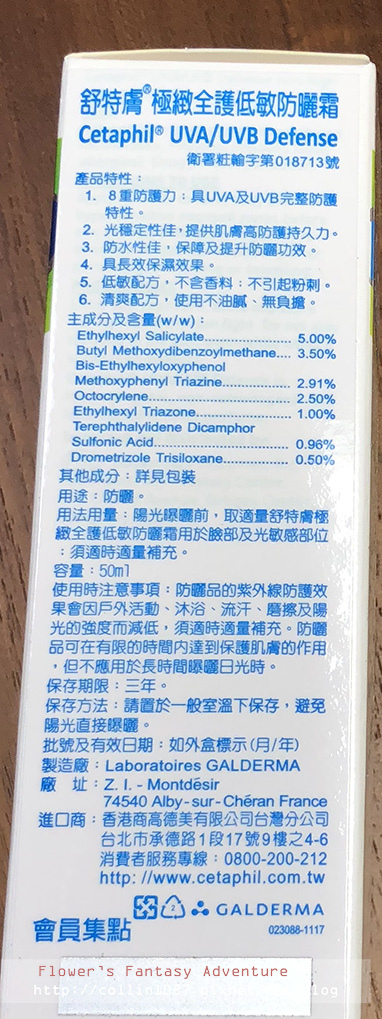 舒特膚®極緻全護低敏防曬霜
Cetaphil® UVA/UVB Defense
衛署粧輸字第018713號
產品特性：
1. 8重防護力：具UVA及UVB完整防護
特性。
2. 光穩定性佳，提供肌膚高防護持久力。
3. 防水性佳，保障及提升防曬功效。
4. 具長效保濕效果。
5. 低敏配方，不含香料；不引起粉刺。
6. 清爽配方，使用不油膩、無負擔。
主成分及含量(w/w)：
Ethylhexyl Salicylate.................... 5.00%
Butyl Methoxydibenzoylmethane.... 3.50%
Bis-Ethylhexyloxyphenol
Methoxyphenyl Triazine................. 2.91%
Octocrylene................................. 2.50%
Ethylhexyl Triazone...................... 1.00%
Terephthalylidene Dicamphor
Sulfonic Acid................................ 0.96%
Drometrizole Trisiloxane................ 0.50%
其他成分：詳見包裝
用途：防曬。
用法用量：陽光曝曬前，取適量舒特膚極
緻全護低敏防曬霜用於臉部及光敏感部位
；須適時適量補充。
容量：50ml
使用時注意事項：防曬品的紫外線防護效
果會因戶外活動、沐浴、流汗、磨擦及陽
光的強度而減低，須適時適量補充。防曬
品可在有限的時間內達到保護肌膚的作用
，但不應用於長時間曝曬日光時。
保存期限：三年。
保存方法：請置於一般室溫下保存，避免
陽光直接曝曬。
批號及有效日期：如外盒標示(月/年)
製造廠：Laboratoires GALDERMA
廠 址：Z. I. - Montdésir
74540 Alby-sur-Chéran France
進口商：香港商高德美有限公司台灣分公司
台北市承德路1段17號9樓之4-6
消費者服務專線：0800-200-212
http: //www.cetaphil.com.tw
2 GALDERMA
會員集點
023088-1117
Flower's Fantasy Adventure